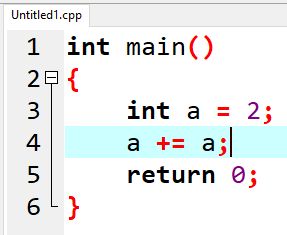 Untitled1.cpp
1 int main()
2 {
3 int a = 2;
4 a += a;
5 return 0;
6 }